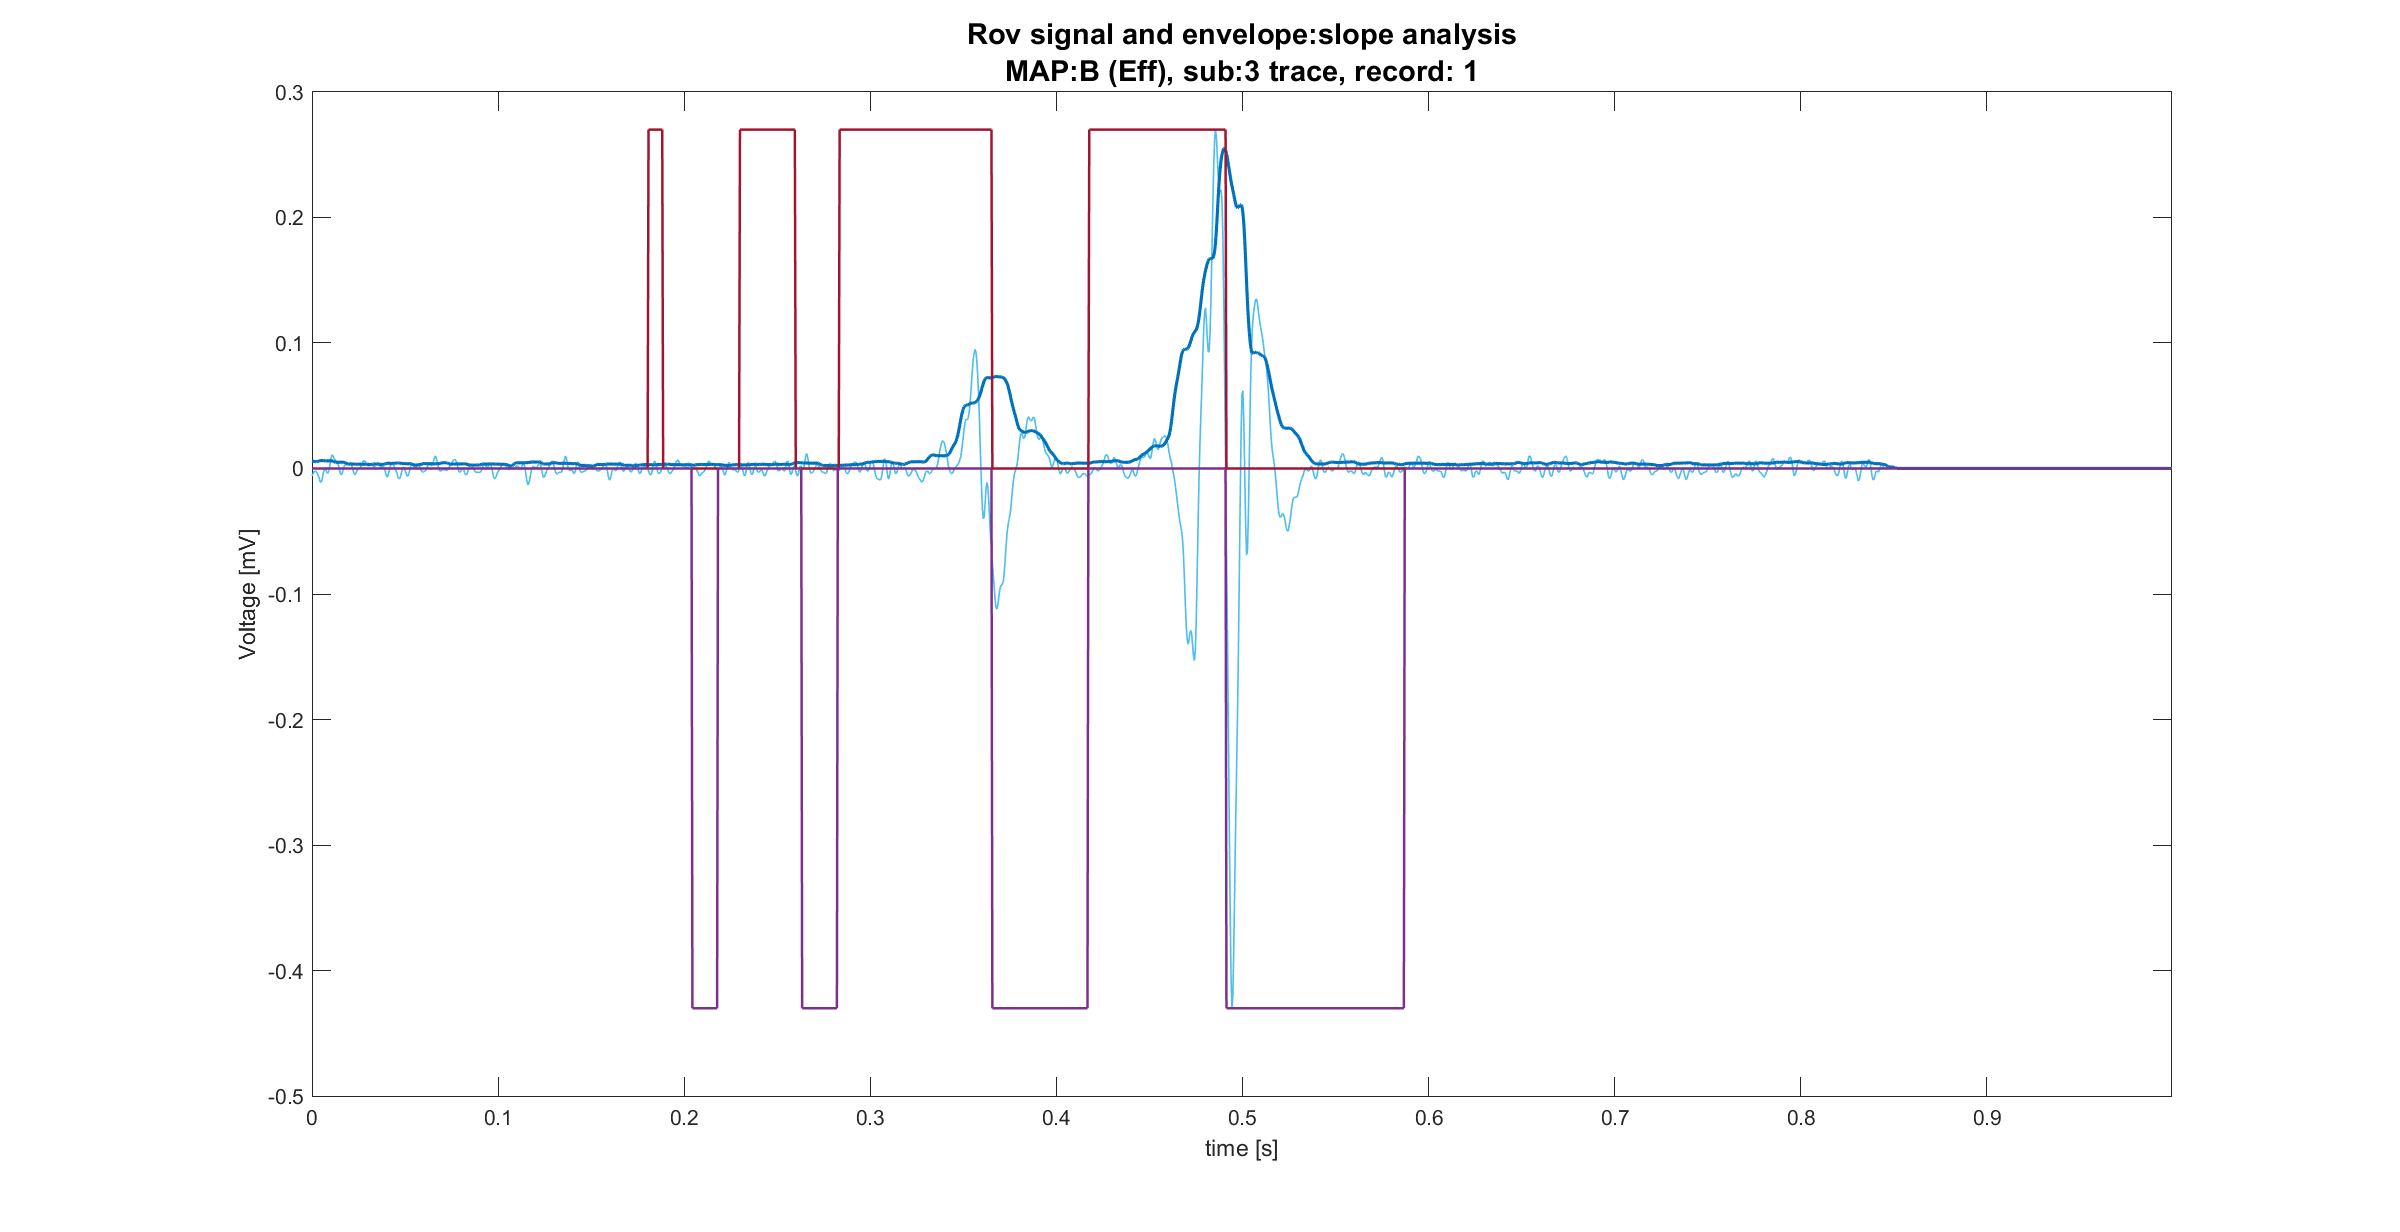 Rov signal and envelope:slope analysis
MAP:B (Eff), sub:3 trace, record: 1
0.3
0.2
0.1
0
-0.1
-0.2
-0.3
-0.4
-0.5
Voltage [mV]
0 0.1 0.2 0.3 0.4 0.5 0.6 0.7 0.8 0.9
time [s]